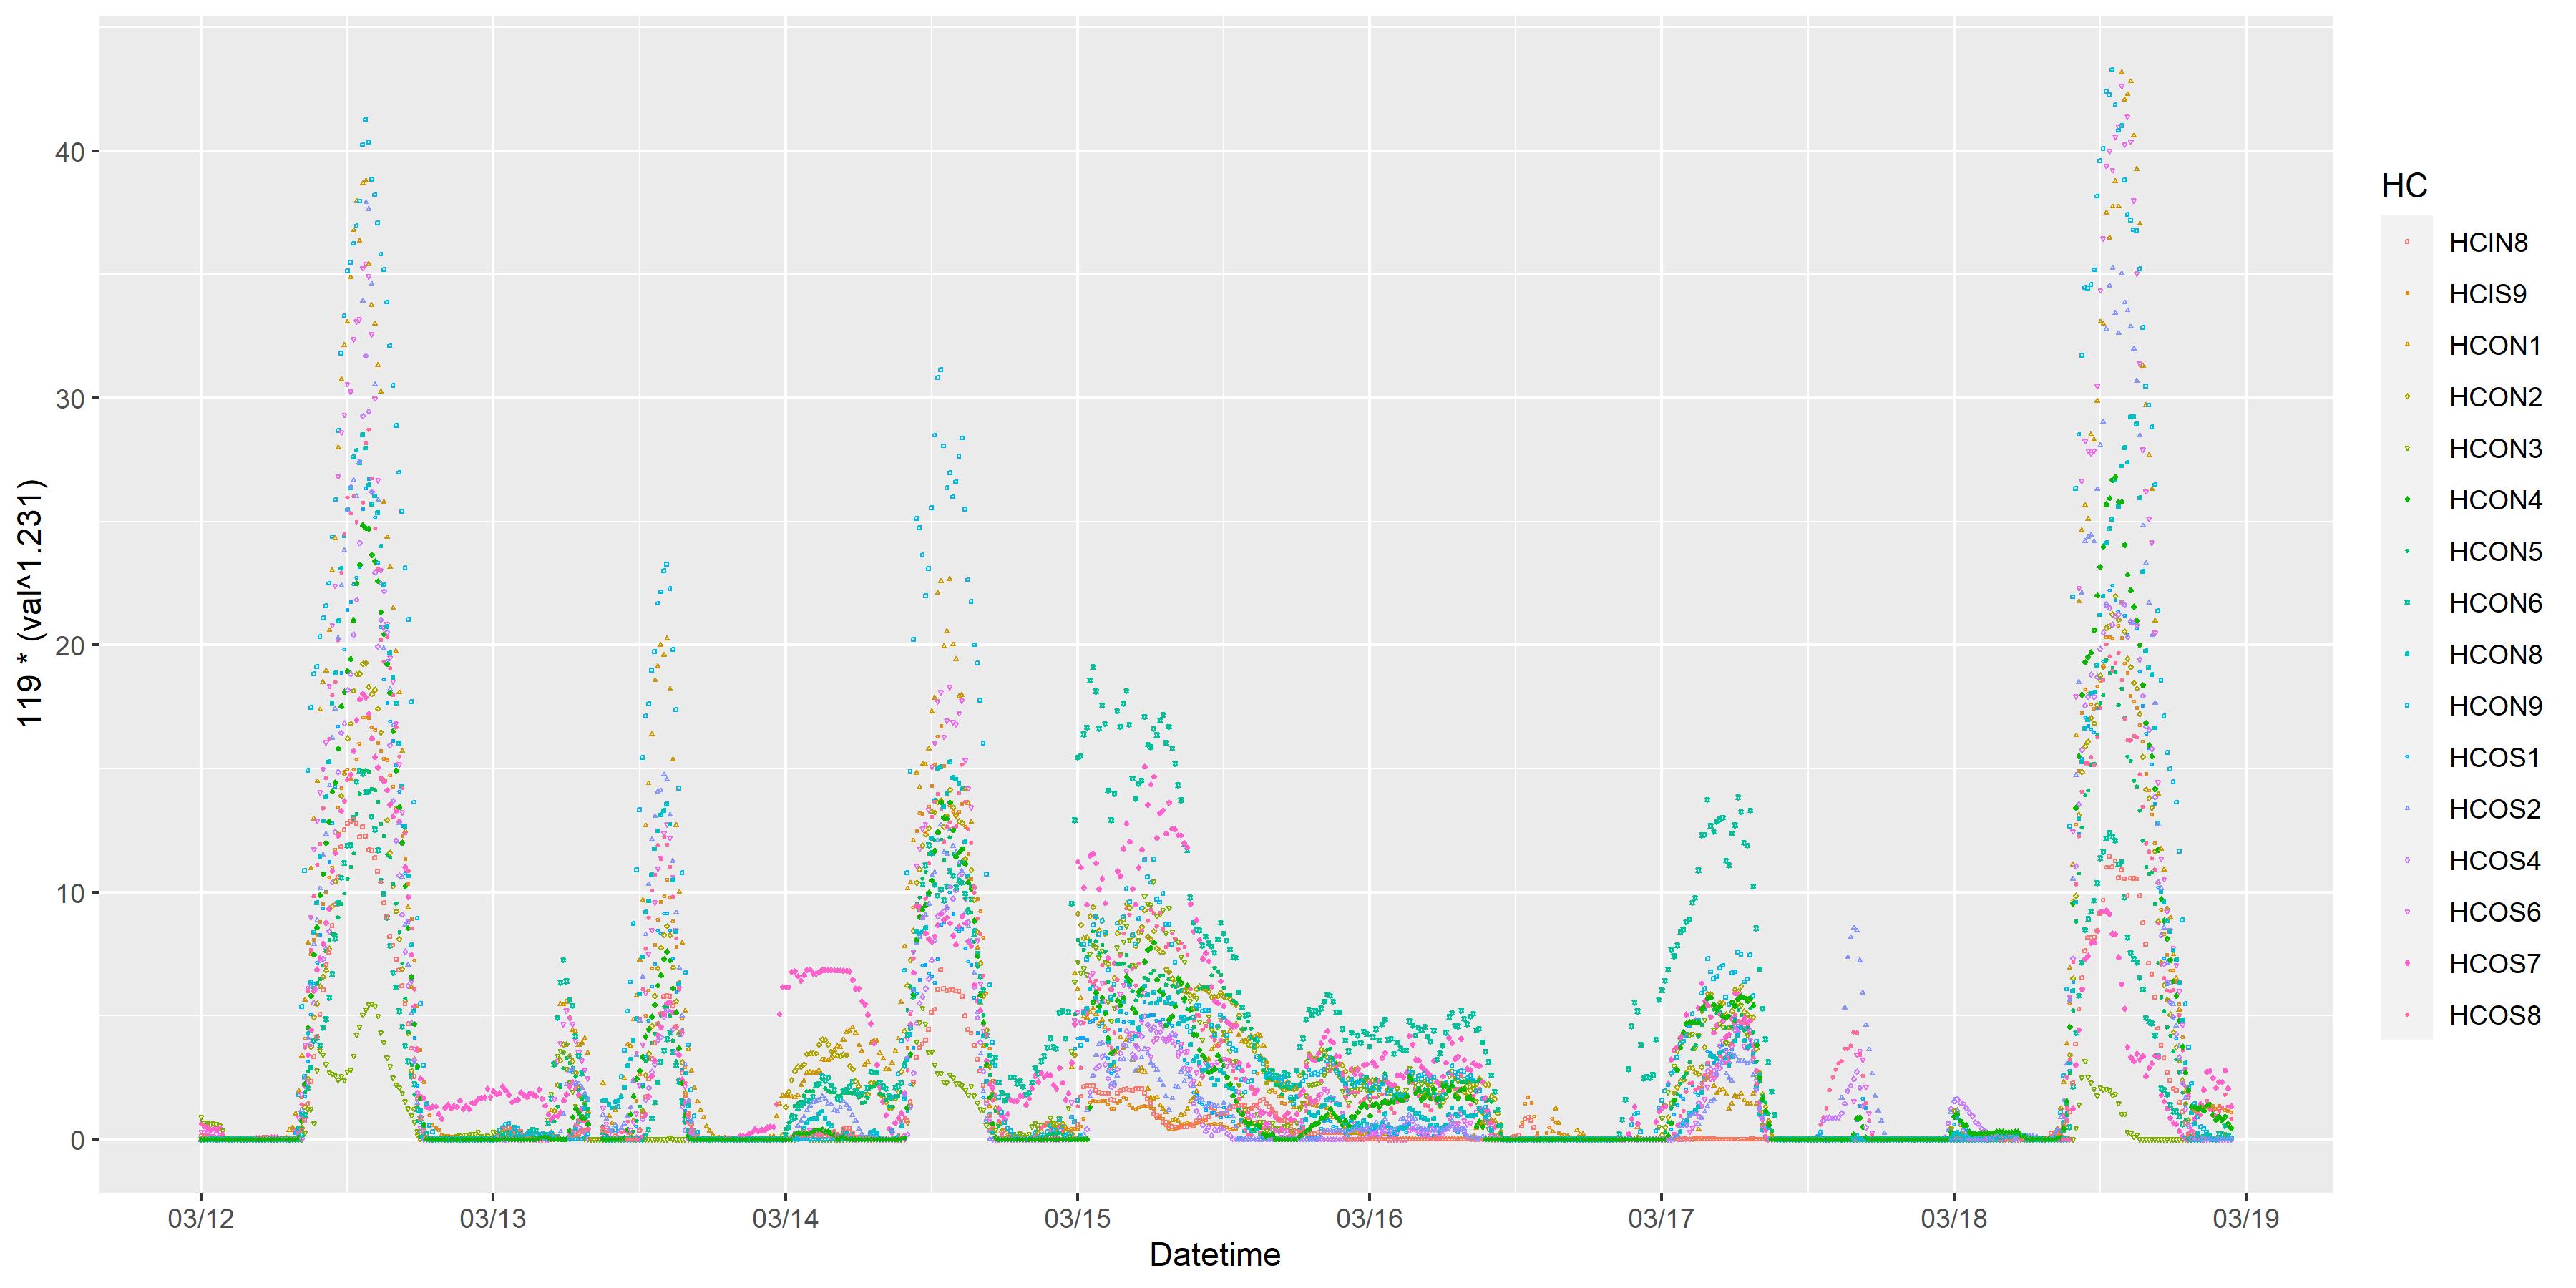 119 * (val^1.231)
40
30
20
10
0
03/12
03/13
03/14
03/15
03/16
03/17
03/18
03/19
Datetime
HC
HCIN8
HCIS9
HCON1
HCON2
HCON3
HCON4
HCON5
HCON6
HCON8
HCON9
HCOS1
HCOS2
HCOS4
HCOS6
HCOS7
HCOS8